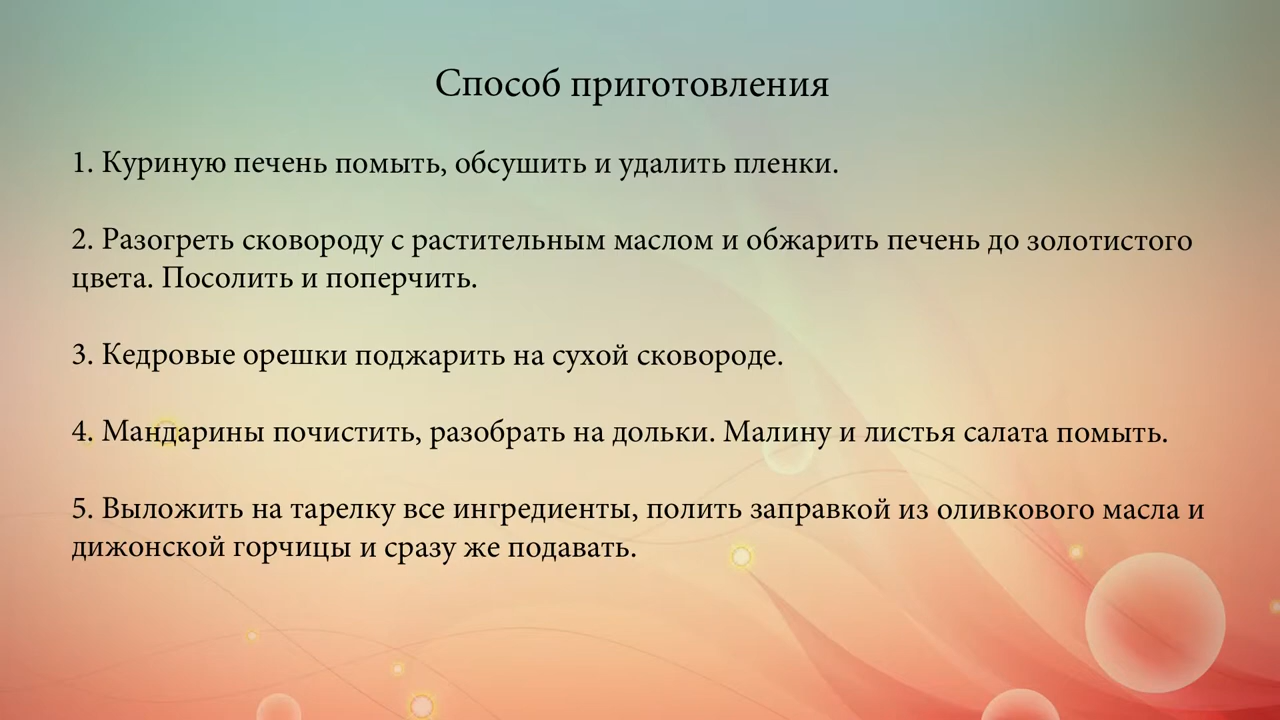 Способ приготовления
1. Куриную печень помыть, обсушить и удалить пленки.
2. Разогреть сковороду с растительным маслом и обжарить печень до золотистого
цвета. Посолить и поперчить.
3. Кедровые орешки поджарить на сухой сковороде.
4. Мандарины почистить, разобрать на дольки. Малину и листья салата помыть.
5. Выложить на тарелку все ингредиенты, полить заправкой из оливкового масла и
дижонской горчицы и сразу же подавать.